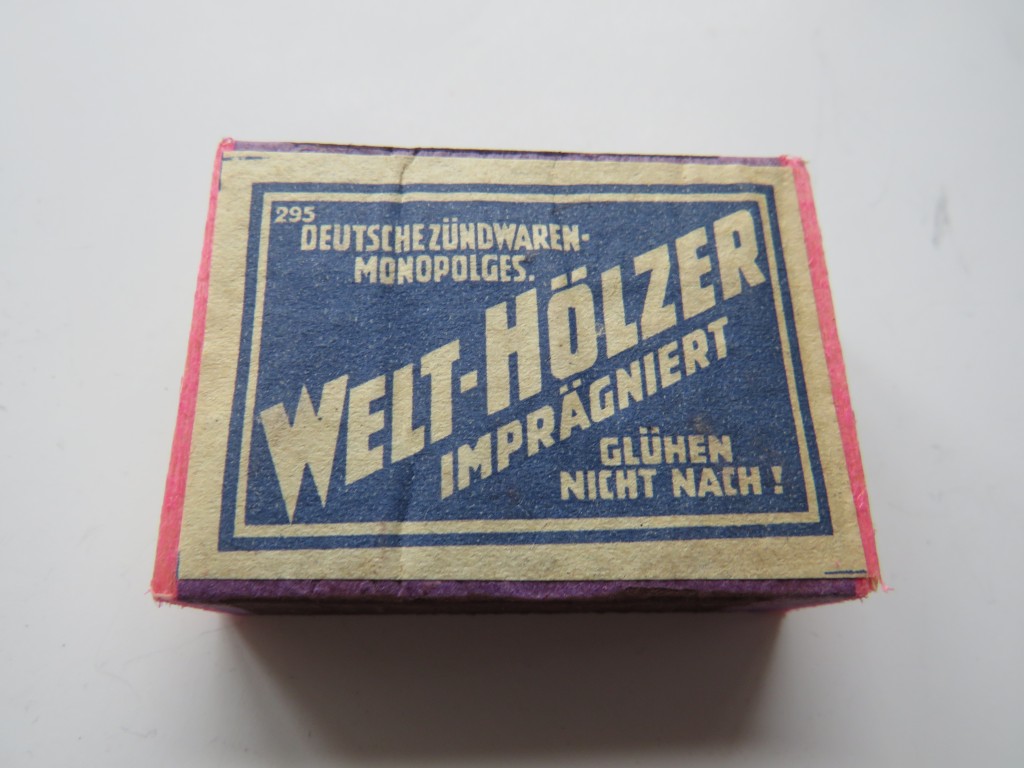 295
DEUTSCHE ZÜNDWAREN-
MONOPOLGES.
WELT-HÖLZER
IMPRÄGNIERT
GLÜHEN
NICHT NACH!